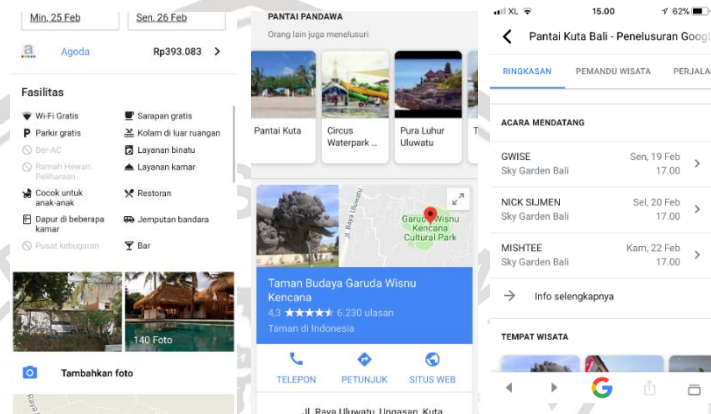 Min, 25 Feb
Sen, 26 Feb
a
Agoda
Rp393.083
Fasilitas
Wi-Fi Gratis
Sarapan gratis
P Parkir gratis
Kolam di luar ruangan
Ber-AC
Layanan binatu
Ramah Hewan
Peliharaan
Layanan kamar
Cocok untuk
anak-anak
Restoran
Dapur di beberapa
kamar
Jemputan bandara
Pusat kebugaran
Bar
140 Foto
Tambahkan foto
Raya
PANTAI PANDAWA
Orang lain juga menelusuri
Pantai Kuta
Circus
Waterpark ...
Pura Luhur
Uluwatu
T
Jl. Raya Uluwatu
Garuda Wisnu
Kencana
Cultural Park
Taman Budaya Garuda Wisnu
Kencana
4,3 6.230 ulasan
Taman di Indonesia
TELEPON
PETUNJUK
SITUS WEB
Jl. Raya Uluwatu, Ungasan, Kuta
XL
15.00
62%
Pantai Kuta Bali - Penelusuran Googl
RINGKASAN
PEMANDU WISATA
PERJALA
ACARA MENDATANG
GWISE
Sen, 19 Feb
Sky Garden Bali
17.00
NICK SIJMEN
Sel, 20 Feb
Sky Garden Bali
17.00
MISHTEE
Kam, 22 Feb
Sky Garden Bali
17.00
Info selengkapnya
TEMPAT WISATA
G